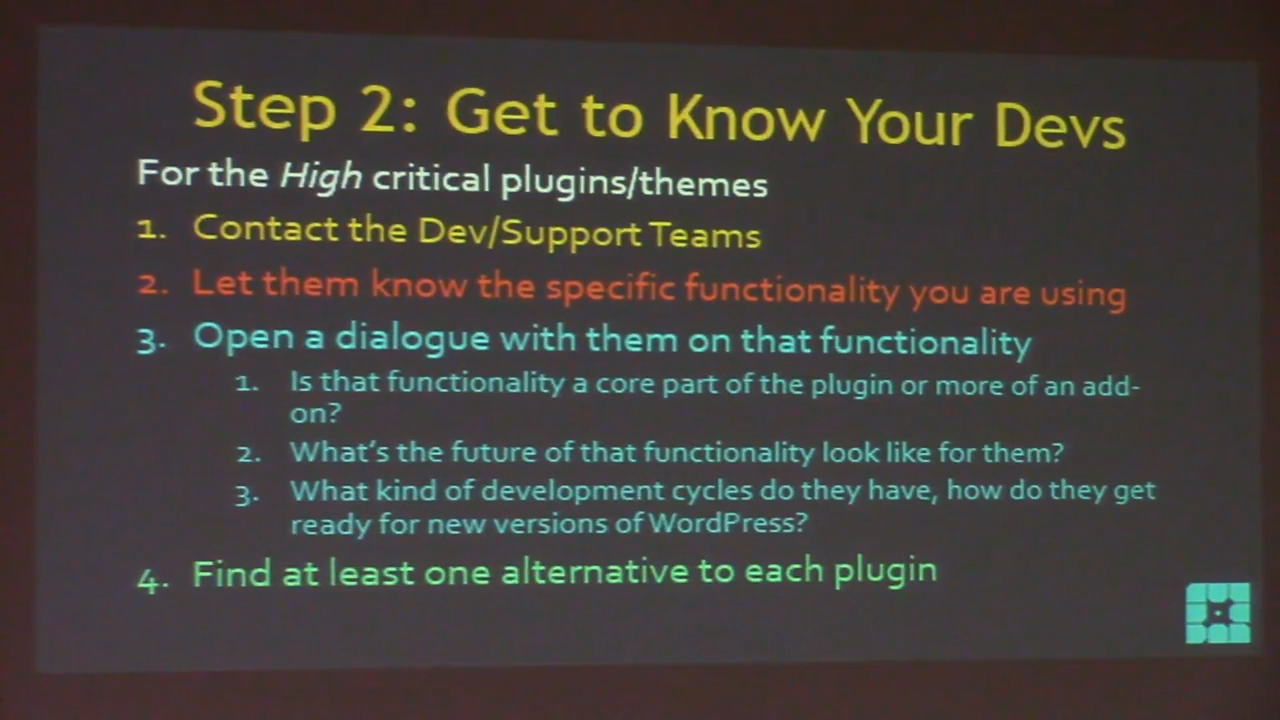 Step 2: Get to Know Your Devs
For the High critical plugins/themes
1. Contact the Dev/Support Teams
2. Let them know the specific functionality you are using
3. Open a dialogue with them on that functionality
1. Is that functionality a core part of the plugin or more of an add-
on?
2. What's the future of that functionality look like for them?
3. What kind of development cycles do they have, how do they get
ready for new versions of WordPress?
4. Find at least one alternative to each plugin